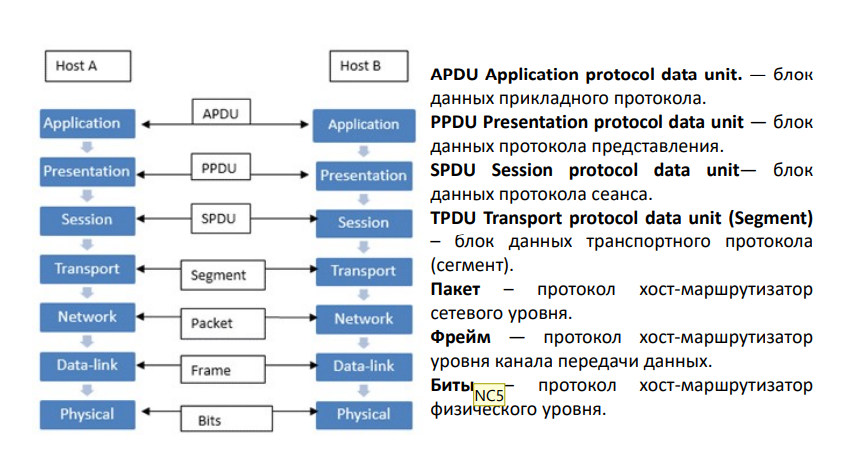 Host A
Host B
Application
APDU
Application
Presentation
PPDU
Presentation
Session
SPDU
Session
Transport
Segment
Transport
Network
Packet
Network
Data-link
Frame
Data-link
Physical
Bits
Physical
APDU Application protocol data unit. — блок
данных прикладного протокола.
PPDU Presentation protocol data unit — блок
данных протокола представления.
SPDU Session protocol data unit— блок
данных протокола сеанса.
TPDU Transport protocol data unit (Segment)
– блок данных транспортного протокола
(сегмент).
Пакет – протокол хост-маршрутизатор
сетевого уровня.
Фрейм — протокол хост-маршрутизатор
уровня канала передачи данных.
Биты – протокол хост-маршрутизатор
NC5
физического уровня.